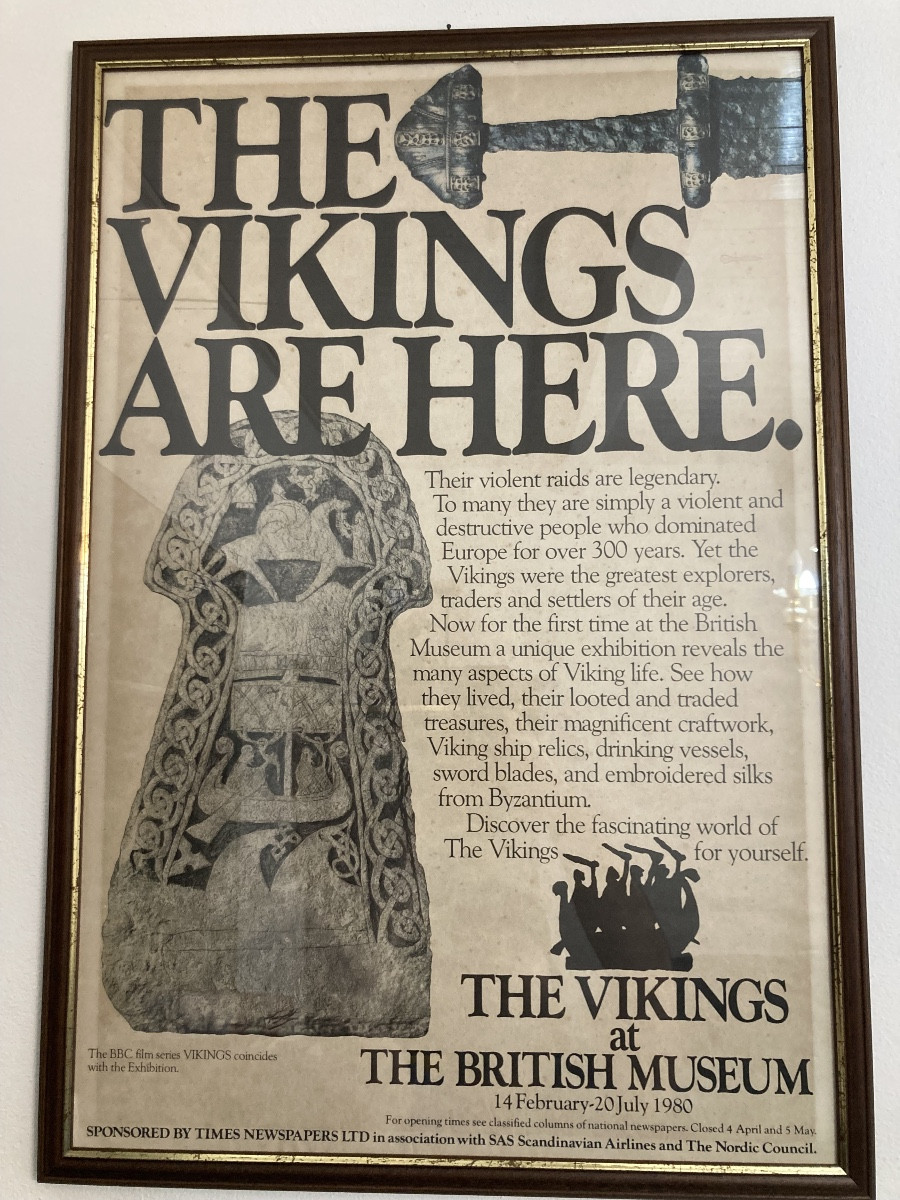 THE
VIKINGS
ARE HERE.
Their violent raids are legendary.
To many they are simply a violent and
destructive people who dominated
Europe for over 300 years. Yet the
Vikings were the greatest explorers,
traders and settlers of their age.
Now for the first time at the British
Museum a unique exhibition reveals the
many aspects of Viking life. See how
they lived, their looted and traded
treasures, their magnificent craftwork,
Viking ship relics, drinking vessels,
sword blades, and embroidered silks
from Byzantium.
Discover the fascinating world of
The Vikings for yourself.
THE VIKINGS
at
THE BRITISH MUSEUM
14 February-20 July 1980
The BBC film series VIKINGS coincides
with the Exhibition.
For opening times see classified columns of national newspapers. Closed 4 April and 5 May.
SPONSORED BY TIMES NEWSPAPERS LTD in association with SAS Scandinavian Airlines and The Nordic Council.